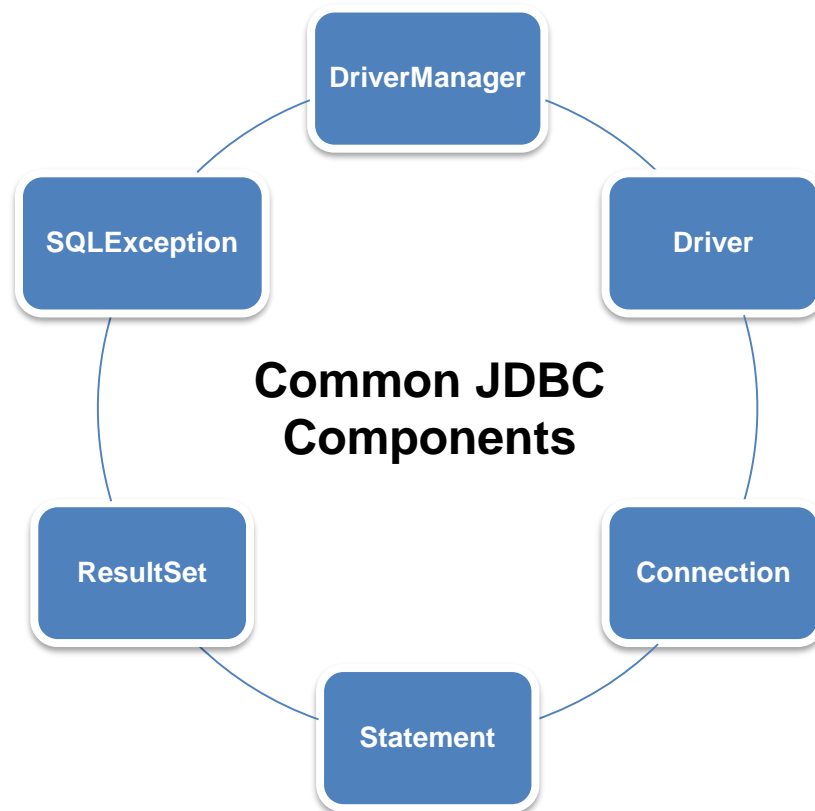 DriverManager
SQLException
Driver
Common JDBC
Components
ResultSet
Connection
Statement